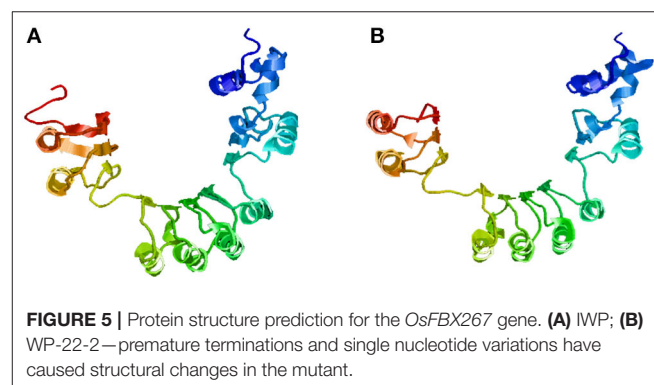 A
B
FIGURE 5 | Protein structure prediction for the OsFBX267 gene. (A) IWP; (B)
WP-22-2—premature terminations and single nucleotide variations have
caused structural changes in the mutant.